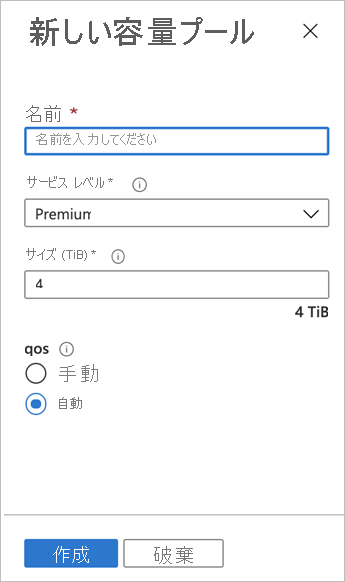 新しい容量プール
名前 *
名前を入力してください
サービス レベル *
Premium
サイズ (TiB) *
4
4 TiB
qos
手動
自動
作成
破棄